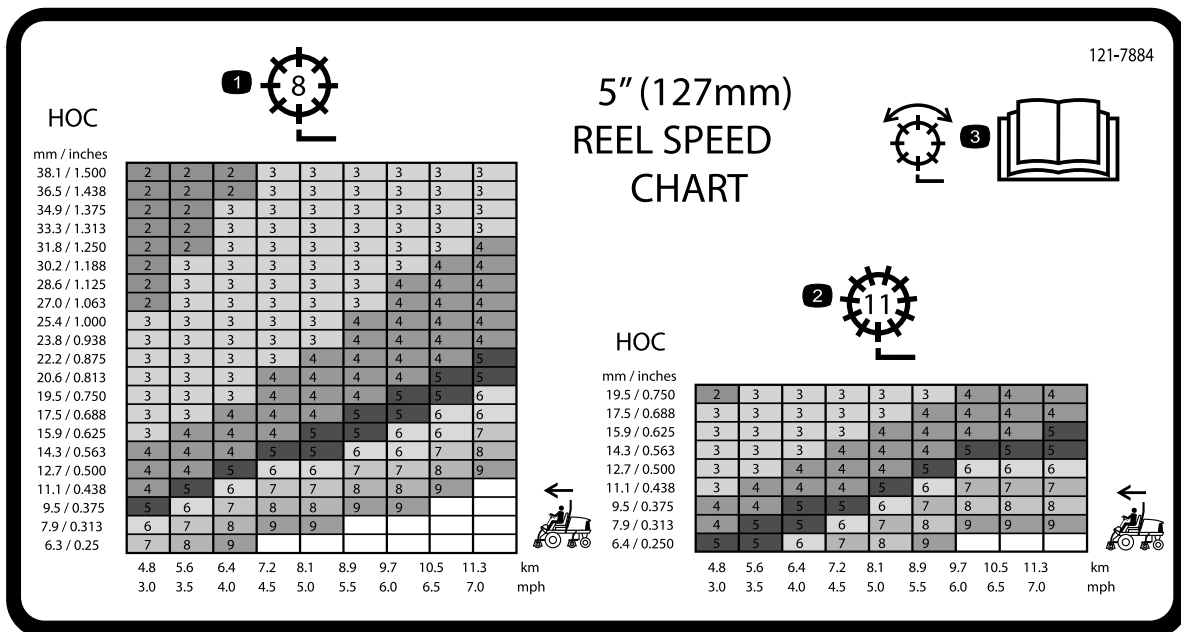 121-7884
5″ (127mm)
REEL SPEED
CHART
1
8
3
HOC
mm / inches
38.1 / 1.500 2 2 2 3 3 3 3 3 3
36.5 / 1.438 2 2 2 3 3 3 3 3 3
34.9 / 1.375 2 2 3 3 3 3 3 3 3
33.3 / 1.313 2 2 3 3 3 3 3 3 3
31.8 / 1.250 2 2 3 3 3 3 3 3 4
30.2 / 1.188 2 3 3 3 3 3 3 4 4
28.6 / 1.125 2 3 3 3 3 3 4 4 4
27.0 / 1.063 2 3 3 3 3 3 4 4 4
25.4 / 1.000 3 3 3 3 3 4 4 4 4
23.8 / 0.938 3 3 3 3 3 4 4 4 4
22.2 / 0.875 3 3 3 3 4 4 4 4 5
20.6 / 0.813 3 3 3 4 4 4 4 5 5
19.5 / 0.750 3 3 3 4 4 4 5 5 6
17.5 / 0.688 3 3 4 4 4 5 5 6 6
15.9 / 0.625 3 4 4 4 5 5 6 6 7
14.3 / 0.563 4 4 4 5 5 6 6 7 8
12.7 / 0.500 4 4 5 6 6 7 7 8 9
11.1 / 0.438 4 5 6 7 7 8 8 9
9.5 / 0.375 5 6 7 8 8 9 9
7.9 / 0.313 6 7 8 9 9
6.3 / 0.25 7 8 9
4.8 5.6 6.4 7.2 8.1 8.9 9.7 10.5 11.3 km
3.0 3.5 4.0 4.5 5.0 5.5 6.0 6.5 7.0 mph
2
11
HOC
mm / inches
19.5 / 0.750 2 3 3 3 3 3 4 4 4
17.5 / 0.688 3 3 3 3 3 4 4 4 4
15.9 / 0.625 3 3 3 3 4 4 4 4 5
14.3 / 0.563 3 3 3 4 4 4 5 5 5
12.7 / 0.500 3 3 4 4 4 5 6 6 6
11.1 / 0.438 3 4 4 4 5 6 7 7 7
9.5 / 0.375 4 4 5 5 6 7 8 8 8
7.9 / 0.313 4 5 5 6 7 8 9 9 9
6.4 / 0.250 5 5 6 7 8 9
4.8 5.6 6.4 7.2 8.1 8.9 9.7 10.5 11.3 km
3.0 3.5 4.0 4.5 5.0 5.5 6.0 6.5 7.0 mph